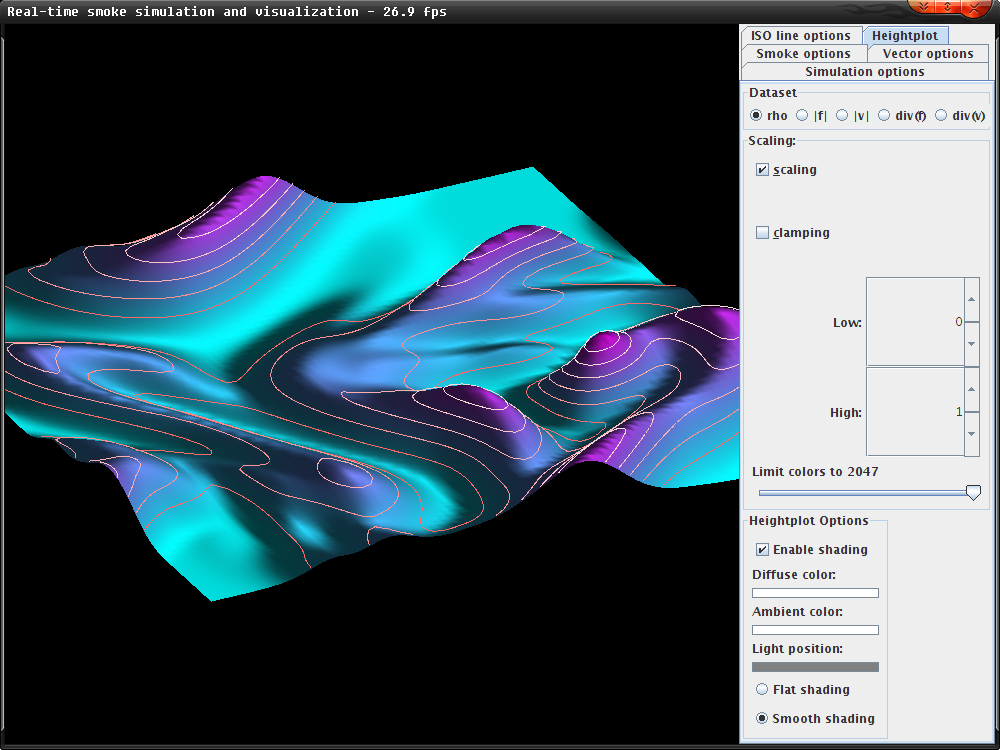 Real-time smoke simulation and visualization - 26.9 fps
ISO line options Heightplot
Smoke options Vector options
Simulation options
Dataset
rho |f| |v| div(f) div(v)
Scaling:
scaling
clamping
Low: 0
High: 1
Limit colors to 2047
Heightplot Options
Enable shading
Diffuse color:
Ambient color:
Light position:
Flat shading
Smooth shading